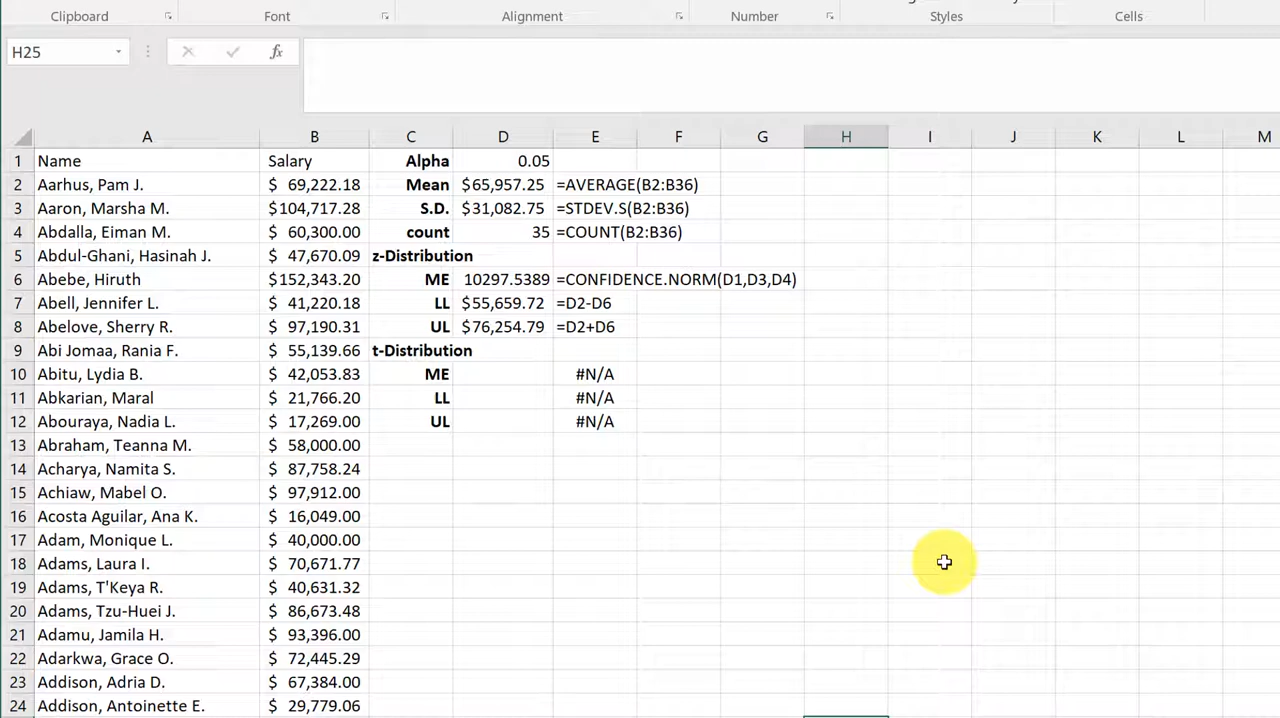 Clipboard Font Alignment Number Styles Cells
H25 fx
A B C D E F G H I J K L M
1 Name Salary Alpha 0.05
2 Aarhus, Pam J. $ 69,222.18 Mean $65,957.25 =AVERAGE(B2:B36)
3 Aaron, Marsha M. $104,717.28 S.D. $31,082.75 =STDEV.S(B2:B36)
4 Abdalla, Eiman M. $ 60,300.00 count 35 =COUNT(B2:B36)
5 Abdul-Ghani, Hasinah J. $ 47,670.09 z-Distribution
6 Abebe, Hiruth $152,343.20 ME 10297.5389 =CONFIDENCE.NORM(D1,D3,D4)
7 Abell, Jennifer L. $ 41,220.18 LL $55,659.72 =D2-D6
8 Abelove, Sherry R. $ 97,190.31 UL $76,254.79 =D2+D6
9 Abi Jomaa, Rania F. $ 55,139.66 t-Distribution
10 Abitu, Lydia B. $ 42,053.83 ME #N/A
11 Abkarian, Maral $ 21,766.20 LL #N/A
12 Abouraya, Nadia L. $ 17,269.00 UL #N/A
13 Abraham, Teanna M. $ 58,000.00
14 Acharya, Namita S. $ 87,758.24
15 Achiaw, Mabel O. $ 97,912.00
16 Acosta Aguilar, Ana K. $ 16,049.00
17 Adam, Monique L. $ 40,000.00
18 Adams, Laura I. $ 70,671.77
19 Adams, T'Keya R. $ 40,631.32
20 Adams, Tzu-Huei J. $ 86,673.48
21 Adamu, Jamila H. $ 93,396.00
22 Adarkwa, Grace O. $ 72,445.29
23 Addison, Adria D. $ 67,384.00
24 Addison, Antoinette E. $ 29,779.06